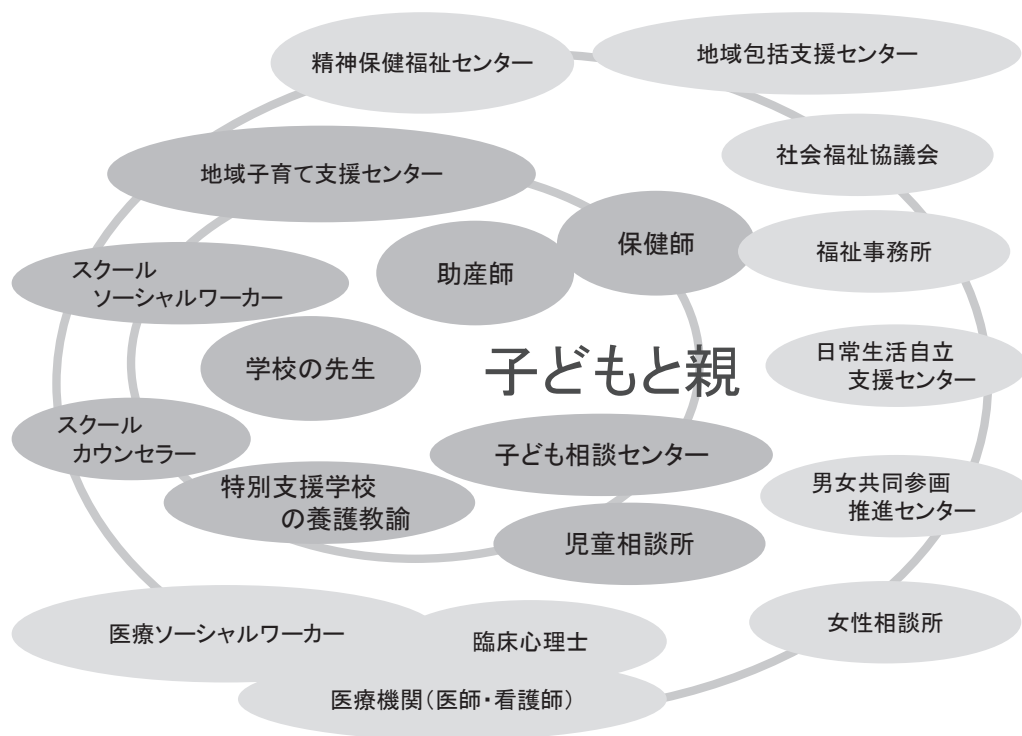 精神保健福祉センター
地域包括支援センター
社会福祉協議会
地域子育て支援センター
保健師
福祉事務所
助産師
スクール
ソーシャルワーカー
学校の先生
子どもと親
日常生活自立
支援センター
スクール
カウンセラー
子ども相談センター
特別支援学校
の養護教諭
男女共同参画
推進センター
児童相談所
女性相談所
医療ソーシャルワーカー
臨床心理士
医療機関（医師・看護師）